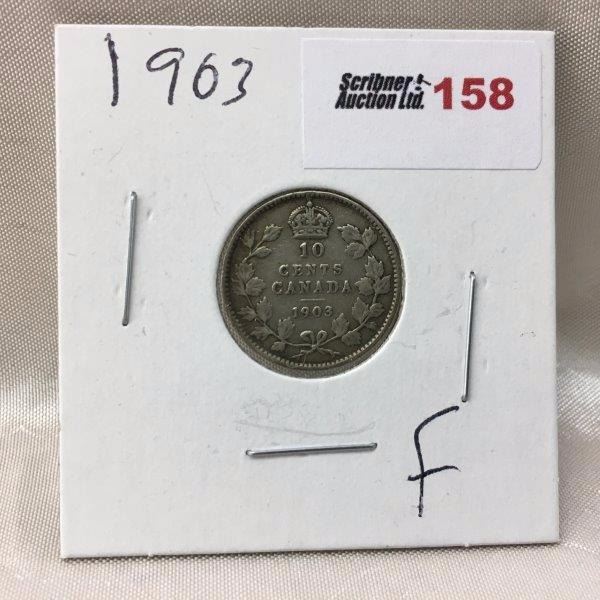 1903
Scribner
Auction Ltd. 158
10
CENTS
CANADA
1903
F